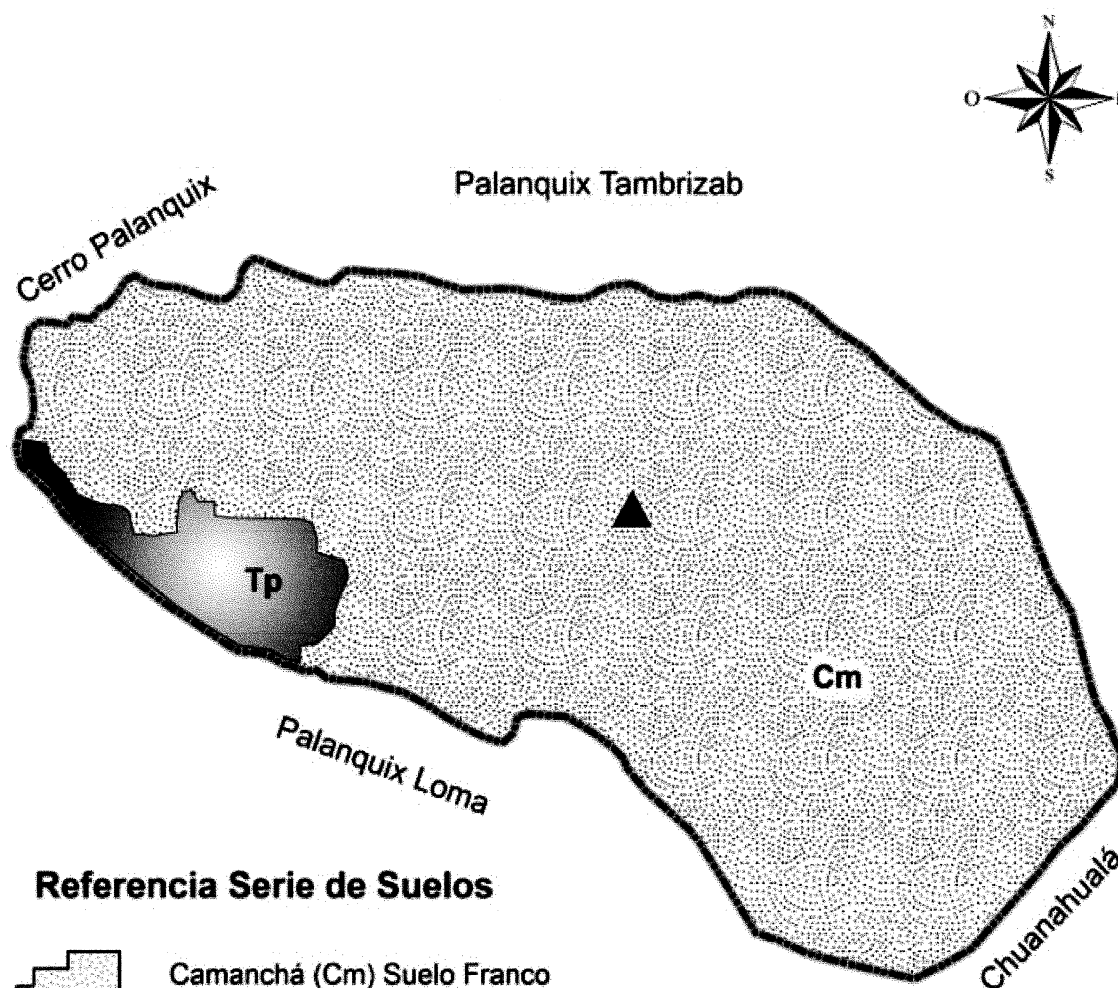 N
O
S
Palanquix Tambrizab
Cerro Palanquix
Tp
Cm
Palanquix Loma
Chuanahualá
Referencia Serie de Suelos
Camanchá (Cm) Suelo Franco